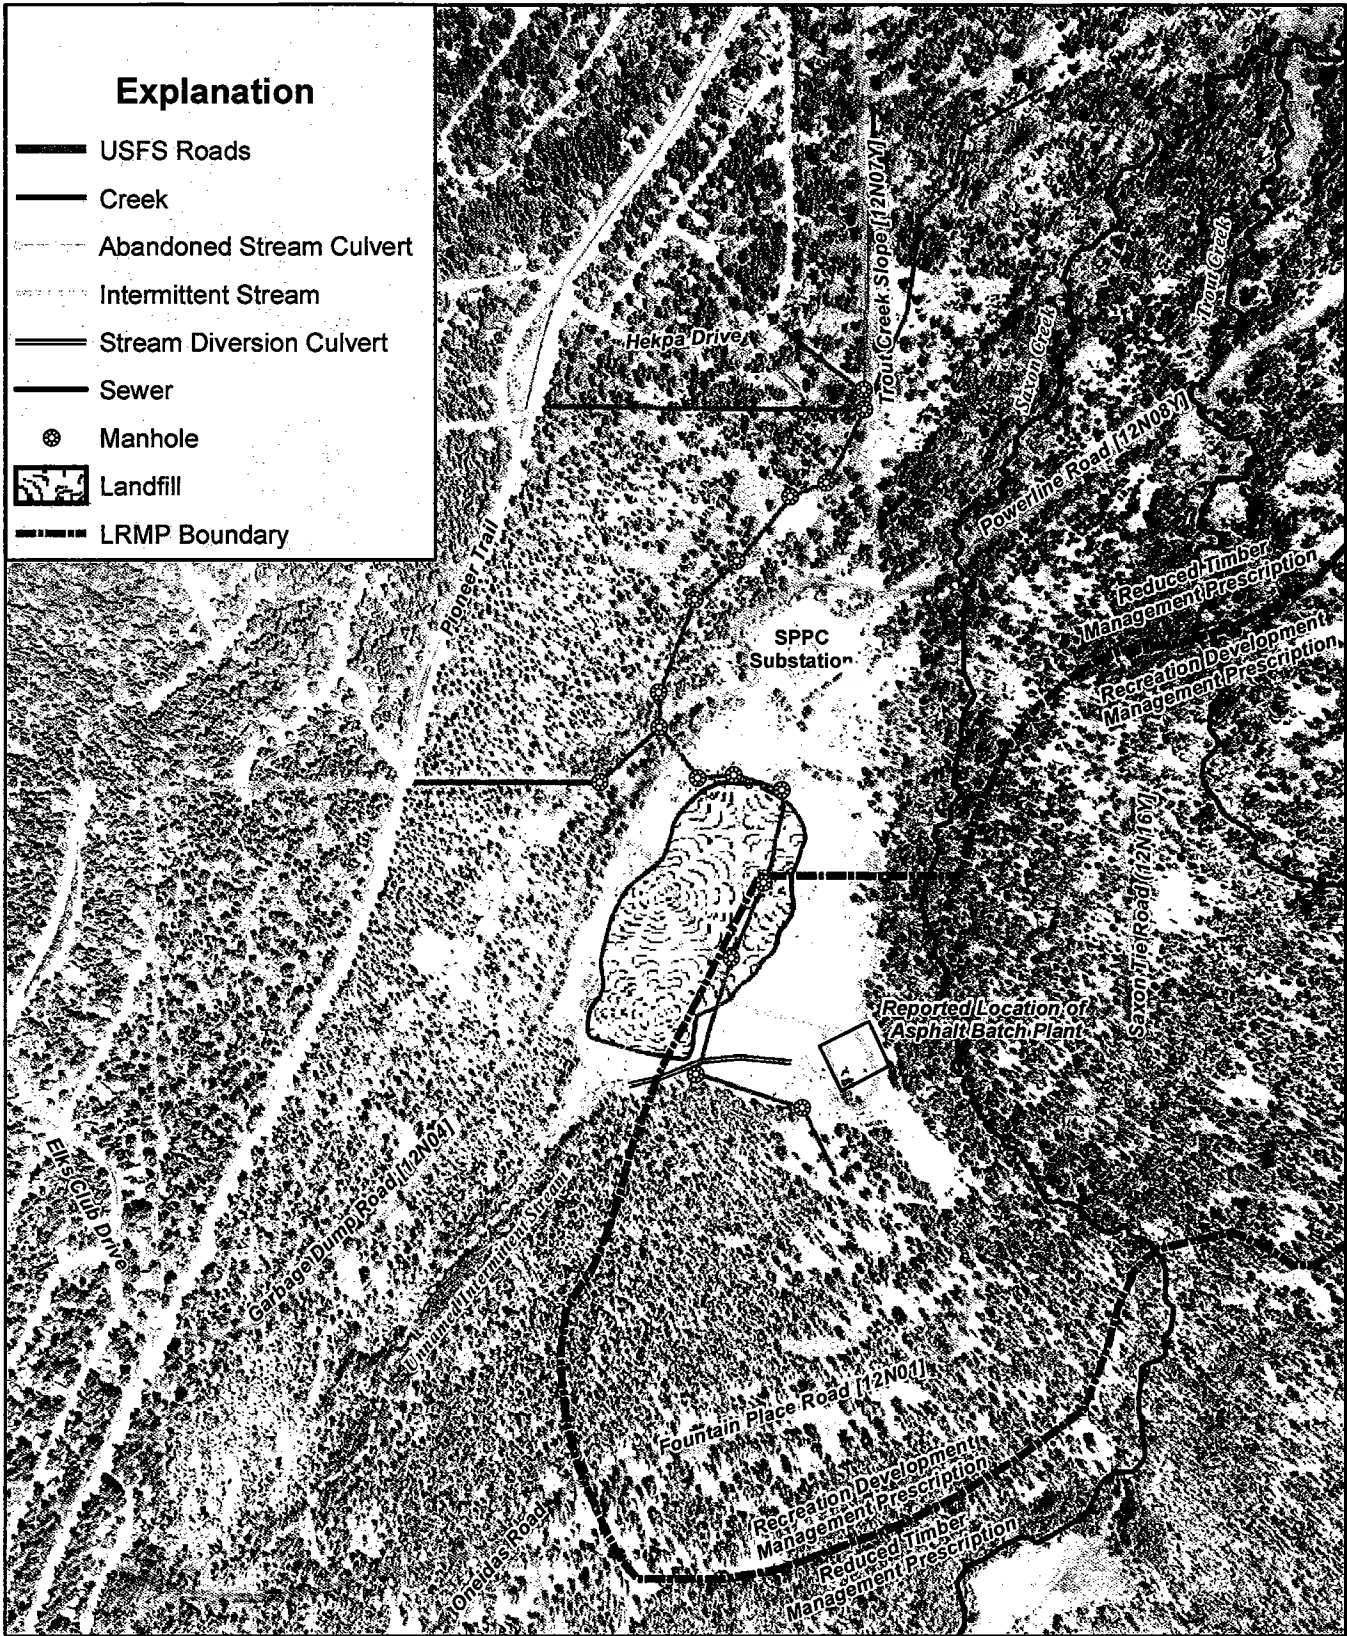 Explanation
USFS Roads
Creek
Abandoned Stream Culvert
Intermittent Stream
Stream Diversion Culvert
Sewer
Manhole
Landfill
LRMP Boundary
Trout Creek Slope [12N07Y]
Hekpa Drive
Saxon Creek
Trout Creek
Powerline Road [12N08Y]
Pioneer Trail
Reduced Timber
Management Prescription
Recreation Development
Management Prescription
SPPC
Substation
Saxon Tie Road [12N16Y]
Reported Location of
Asphalt Batch Plant
Elks Club Drive
Garbage Dump Road [12N04]
Unnamed Intermittent Stream
Fountain Place Road [12N01]
Oneidas Road
Recreation Development
Management Prescription
Reduced Timber
Management Prescription